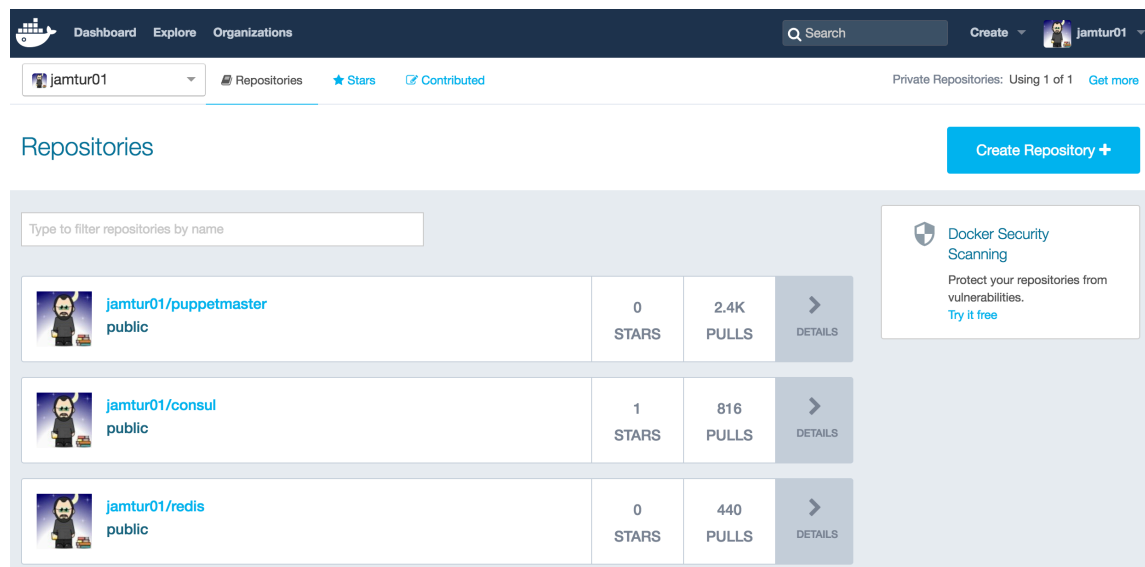 Dashboard Explore Organizations Search Create jamtur01
jamtur01 Repositories Stars Contributed Private Repositories: Using 1 of 1 Get more
Repositories
Create Repository
Type to filter repositories by name
Docker Security
Scanning
Protect your repositories from
vulnerabilities.
Try it free
jamtur01/puppetmaster
public
0
STARS
2.4K
PULLS
DETAILS
jamtur01/consul
public
1
STARS
816
PULLS
DETAILS
jamtur01/redis
public
0
STARS
440
PULLS
DETAILS